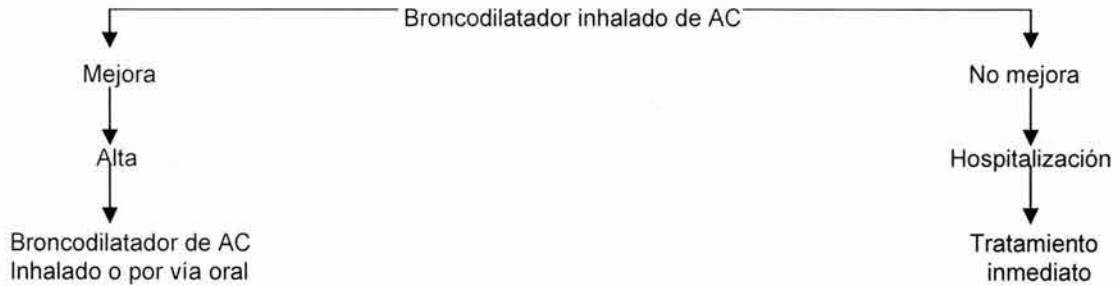 Broncodilatador inhalado de AC
Mejora
No mejora
Alta
Hospitalización
Broncodilatador de AC
Inhalado o por vía oral
Tratamiento
inmediato